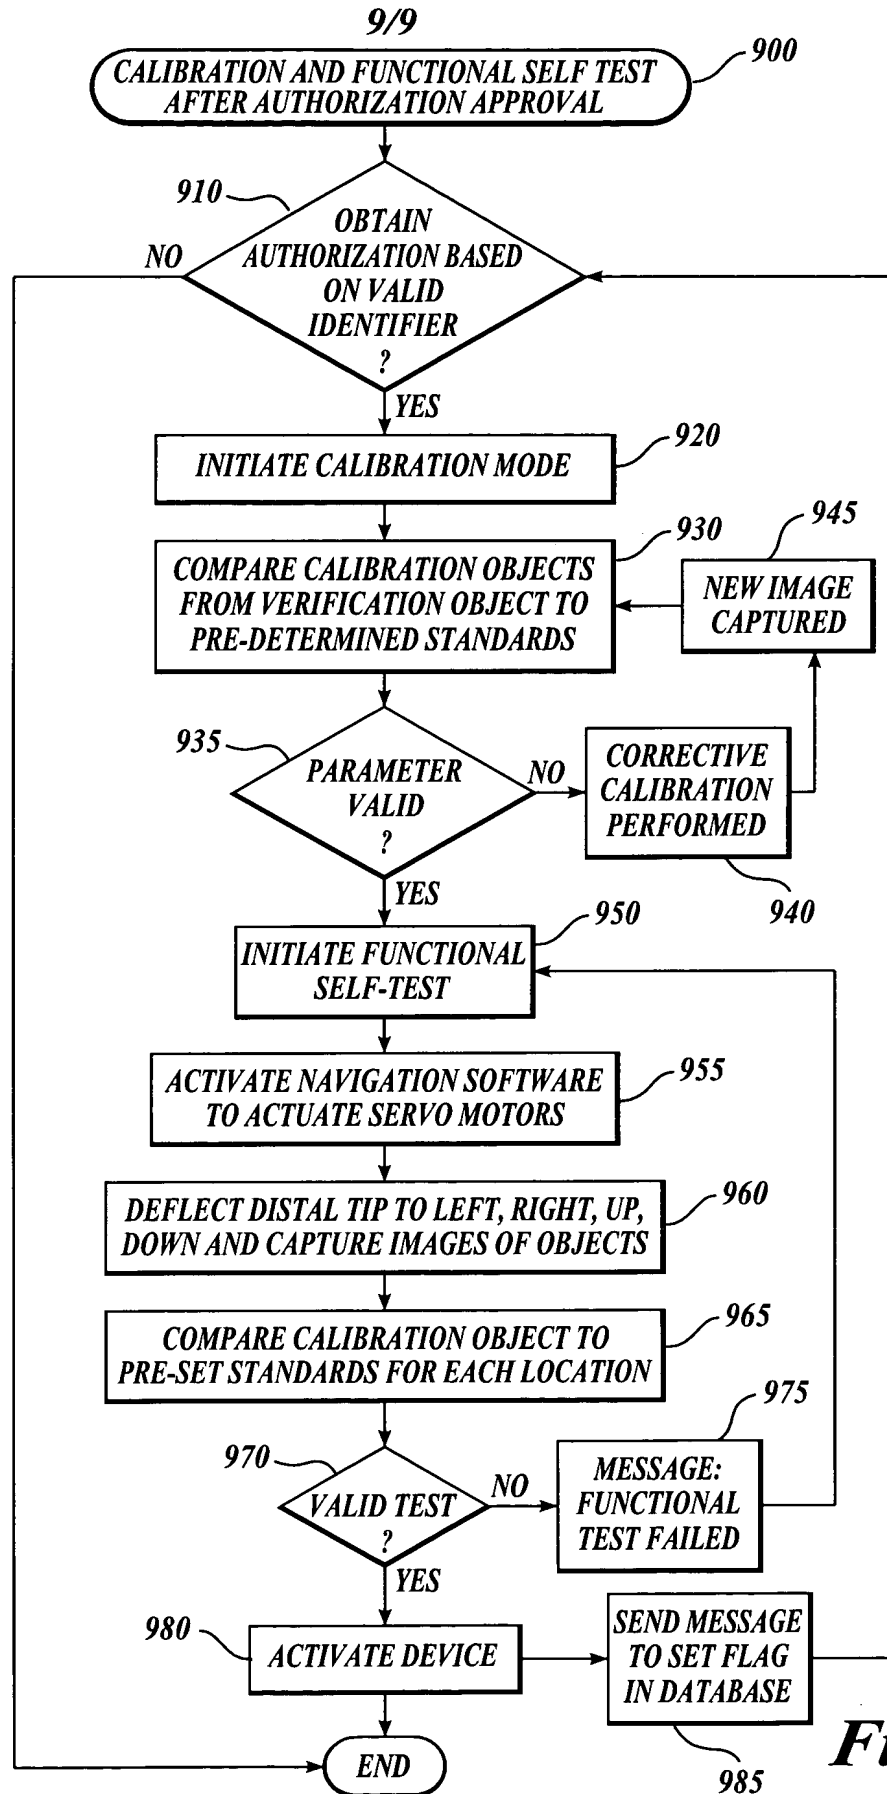 9/9
CALIBRATION AND FUNCTIONAL SELF TEST
AFTER AUTHORIZATION APPROVAL
900
910
OBTAIN
AUTHORIZATION BASED
ON VALID
IDENTIFIER
?
NO
YES
INITIATE CALIBRATION MODE
920
COMPARE CALIBRATION OBJECTS
FROM VERIFICATION OBJECT TO
PRE-DETERMINED STANDARDS
930
945
NEW IMAGE
CAPTURED
935
PARAMETER
VALID
?
NO
CORRECTIVE
CALIBRATION
PERFORMED
940
YES
950
INITIATE FUNCTIONAL
SELF-TEST
ACTIVATE NAVIGATION SOFTWARE
TO ACTUATE SERVO MOTORS
955
DEFLECT DISTAL TIP TO LEFT, RIGHT, UP,
DOWN AND CAPTURE IMAGES OF OBJECTS
960
COMPARE CALIBRATION OBJECT TO
PRE-SET STANDARDS FOR EACH LOCATION
965
970
VALID TEST
?
NO
975
MESSAGE:
FUNCTIONAL
TEST FAILED
YES
980
ACTIVATE DEVICE
SEND MESSAGE
TO SET FLAG
IN DATABASE
985
END